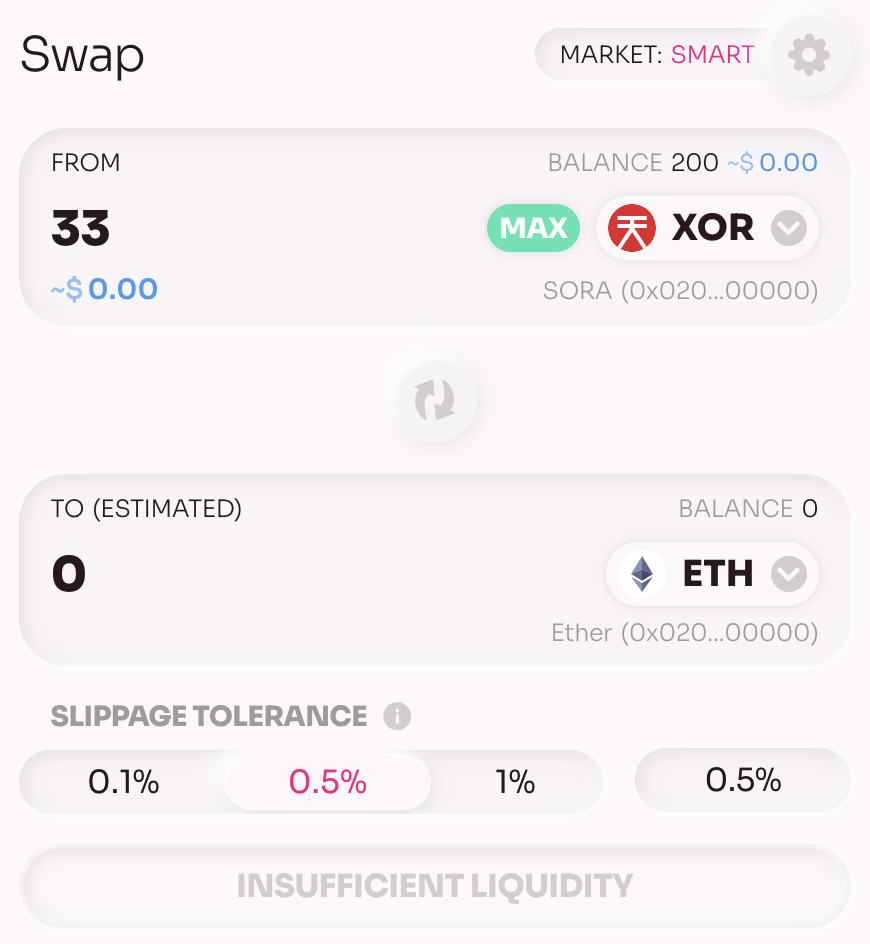 Swap
MARKET: SMART
FROM
BALANCE 200 ~$ 0.00
33
MAX
XOR
~$ 0.00
SORA (0x020...00000)
TO (ESTIMATED)
BALANCE 0
0
ETH
Ether (0x020...00000)
SLIPPAGE TOLERANCE
0.1%
0.5%
1%
0.5%
INSUFFICIENT LIQUIDITY